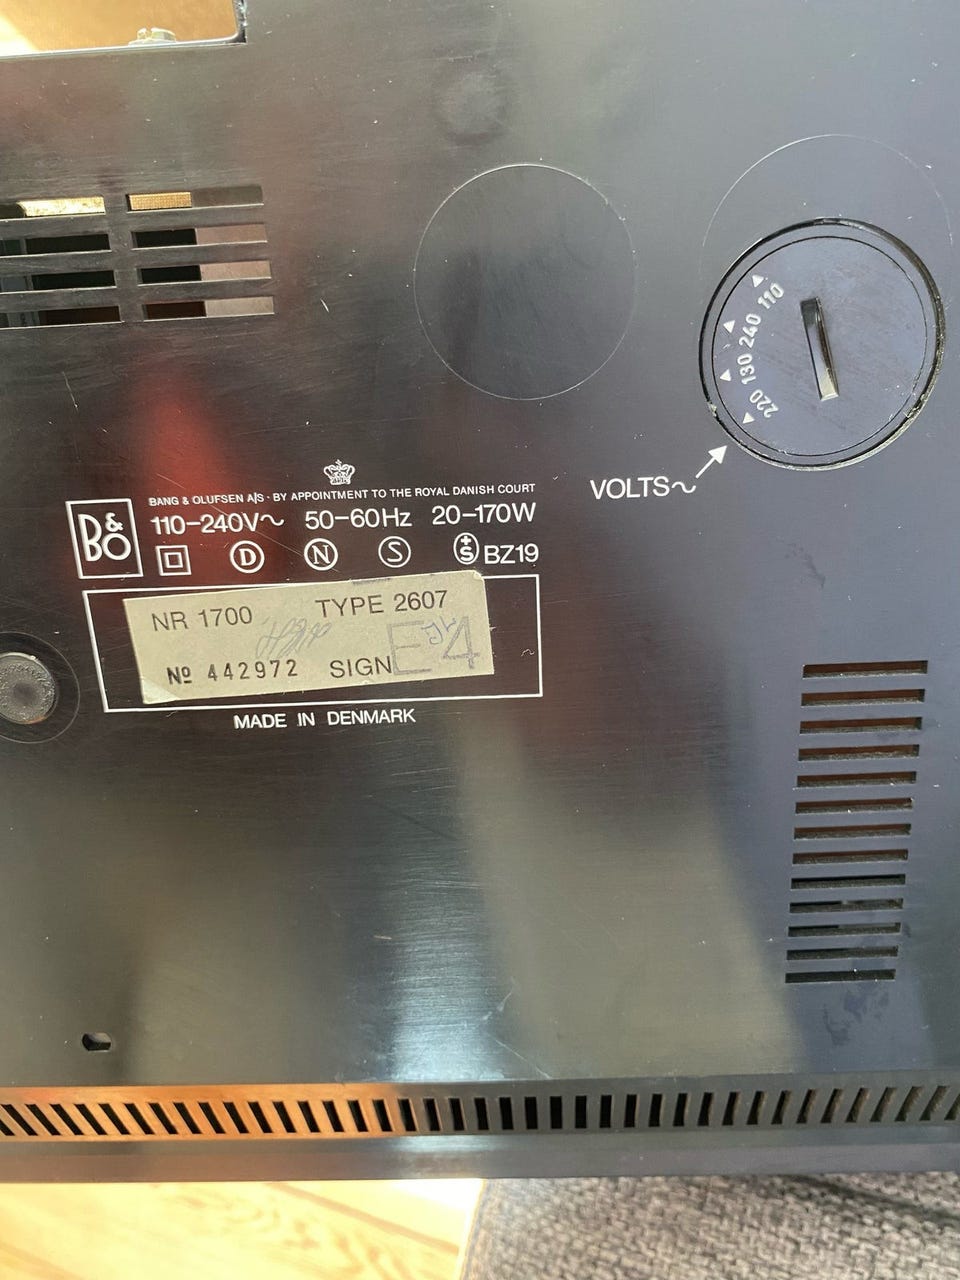 110
240
130
220
VOLTS~
BANG & OLUFSEN A/S · BY APPOINTMENT TO THE ROYAL DANISH COURT
B&O
110-240V~ 50-60Hz 20-170W
D N S +S BZ19
NR 1700 TYPE 2607
Nº 442972 SIGN E 4
~
MADE IN DENMARK